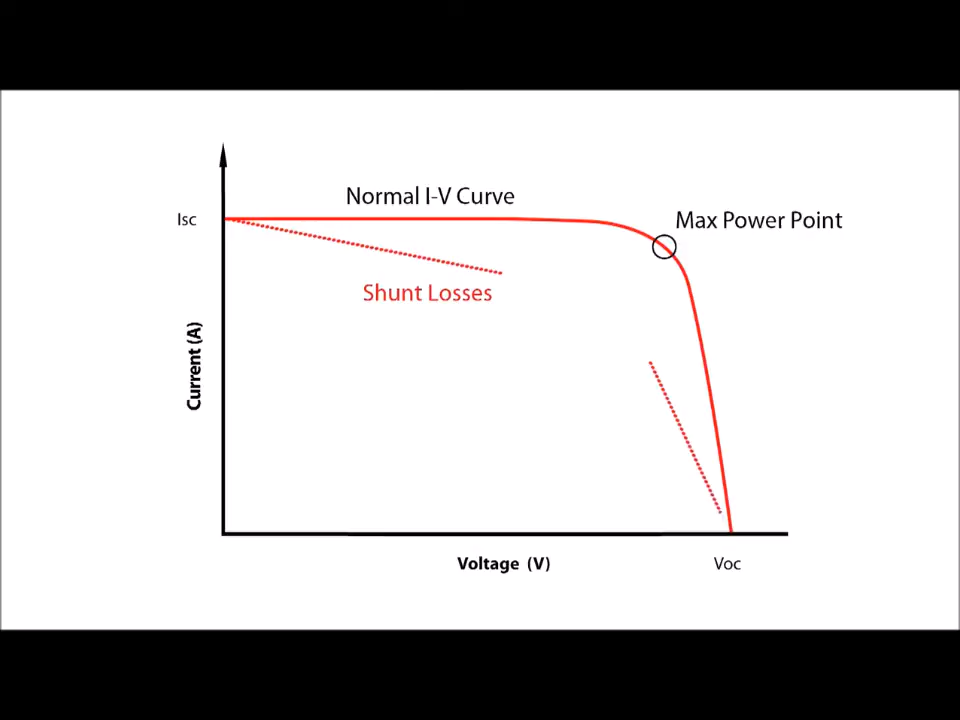 Normal I-V Curve
Max Power Point
Isc
Shunt Losses
Current (A)
Voltage (V)
Voc